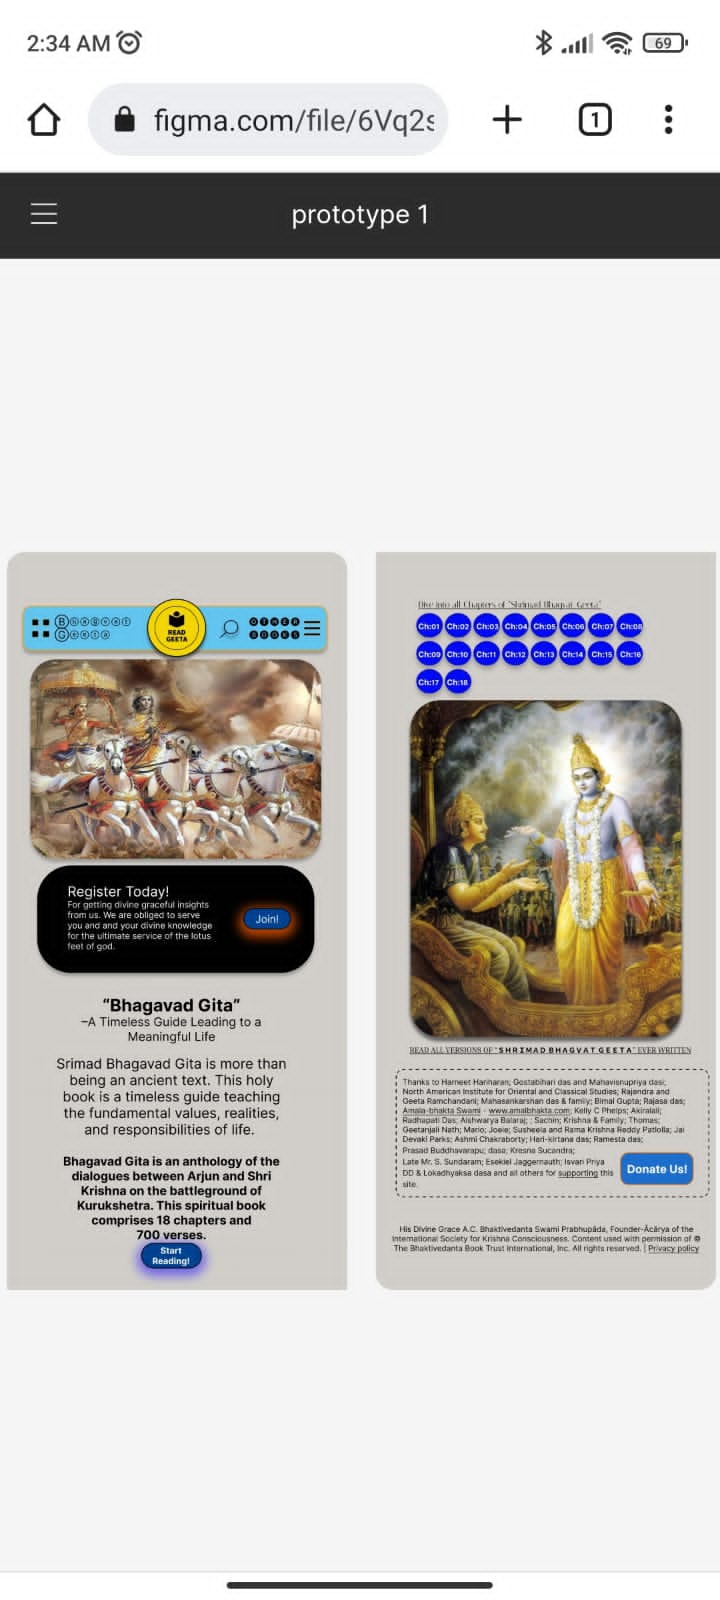 2:34 AM
69
figma.com/file/6Vq2s
1
prototype 1
Bhagvat
Geeta
READ
GEETA
OTHER
BOOKS
Register Today!
For getting divine graceful insights
from us. We are obliged to serve
you and and your divine knowledge
for the ultimate service of the lotus
feet of god.
Join!
“Bhagavad Gita”
–A Timeless Guide Leading to a
Meaningful Life
Srimad Bhagavad Gita is more than
being an ancient text. This holy
book is a timeless guide teaching
the fundamental values, realities,
and responsibilities of life.
Bhagavad Gita is an anthology of the
dialogues between Arjun and Shri
Krishna on the battleground of
Kurukshetra. This spiritual book
comprises 18 chapters and
700 verses.
Start
Reading!
Dive into all Chapters of "Shrimad Bhagvat Geeta"
Ch:01 Ch:02 Ch:03 Ch:04 Ch:05 Ch:06 Ch:07 Ch:08
Ch:09 Ch:10 Ch:11 Ch:12 Ch:13 Ch:14 Ch:15 Ch:16
Ch:17 Ch:18
READ ALL VERSIONS OF "SHRIMAD BHAGVAT GEETA" EVER WRITTEN
Thanks to Harneet Hariharan; Gostabihari das and Mahavisnupriya dasi;
North American Institute for Oriental and Classical Studies; Rajendra and
Geeta Ramchandani; Mahasankarshan das & family; Bimal Gupta; Rajasa das;
Amala-bhakta Swami - www.amalbhakta.com; Kelly C Phelps; Akiralali;
Radhapati Das; Aishwarya Balaraj; ; Sachin; Krishna & Family; Thomas;
Geetanjali Nath; Mario; Joeie; Susheela and Rama Krishna Reddy Patlolla; Jai
Devaki Parks; Ashmi Chakraborty; Hari-kirtana das; Ramesta das;
Prasad Buddhavarapu; dasa; Kresna Sucandra;
Late Mr. S. Sundaram; Esekiel Jaggernauth; Isvari Priya
DD & Lokadhyaksa dasa and all others for supporting this
site.
Donate Us!
His Divine Grace A.C. Bhaktivedanta Swami Prabhupāda, Founder-Ācārya of the
International Society for Krishna Consciousness. Content used with permission of ©
The Bhaktivedanta Book Trust International, Inc. All rights reserved. | Privacy policy